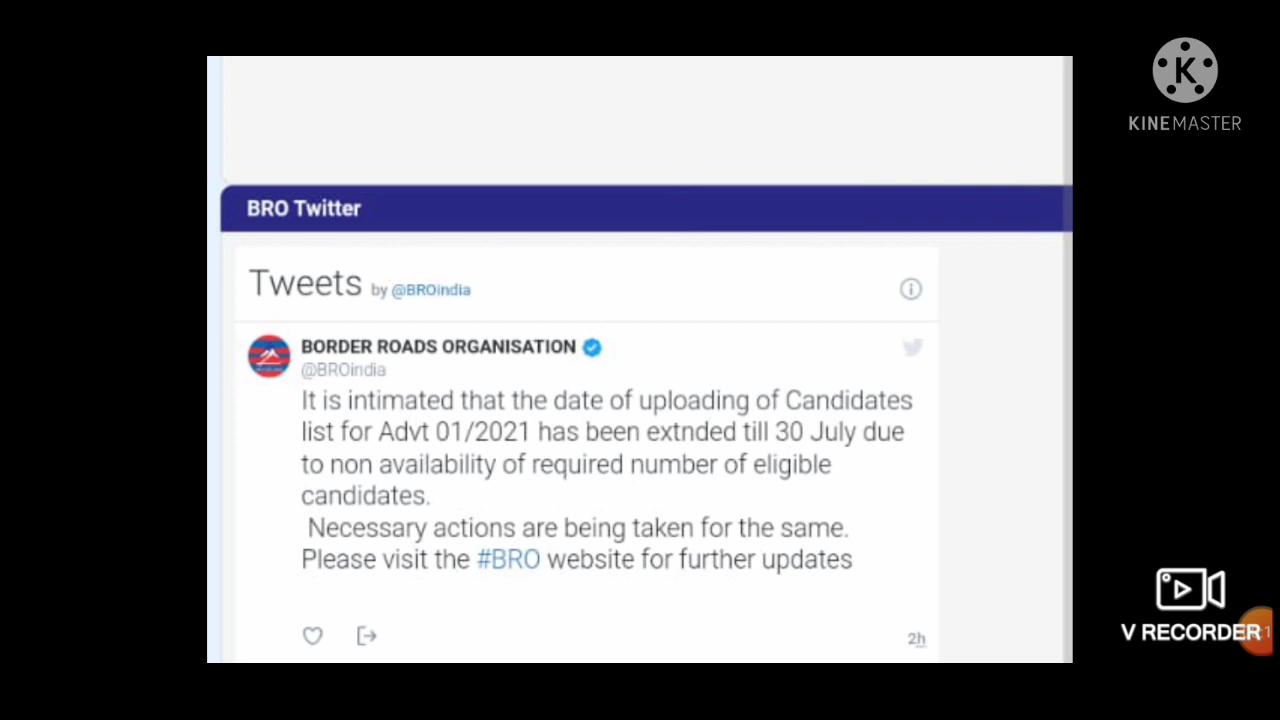 K
KINEMASTER
BRO Twitter
Tweets by @BROindia
BORDER ROADS ORGANISATION
@BROindia
It is intimated that the date of uploading of Candidates
list for Advt 01/2021 has been extnded till 30 July due
to non availability of required number of eligible
candidates.
Necessary actions are being taken for the same.
Please visit the #BRO website for further updates
2h
V RECORDER